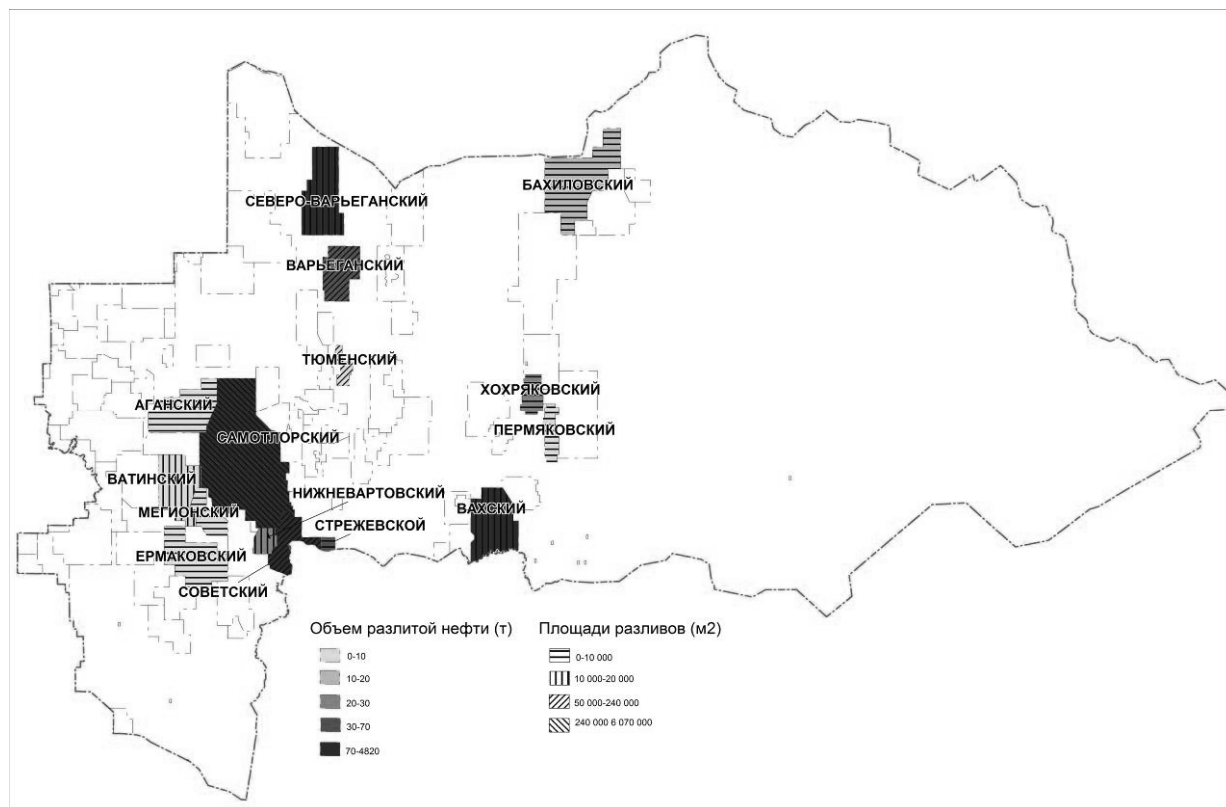 БАХИЛОВСКИЙ
СЕВЕРО-ВАРЬЕГАНСКИЙ
ВАРЬЕГАНСКИЙ
ТЮМЕНСКИЙ
ХОХРЯКОВСКИЙ
АГАНСКИЙ
ПЕРМЯКОВСКИЙ
САМОТЛОРСКИЙ
ВАТИНСКИЙ
НИЖНЕВАРТОВСКИЙ
ВАХСКИЙ
МЕГИОНСКИЙ
СТРЕЖЕВСКОЙ
ЕРМАКОВСКИЙ
СОВЕТСКИЙ
Объем разлитой нефти (т)
0-10
10-20
20-30
30-70
70-4820
Площади разливов (м2)
0-10 000
10 000-20 000
50 000-240 000
240 000 6 070 000